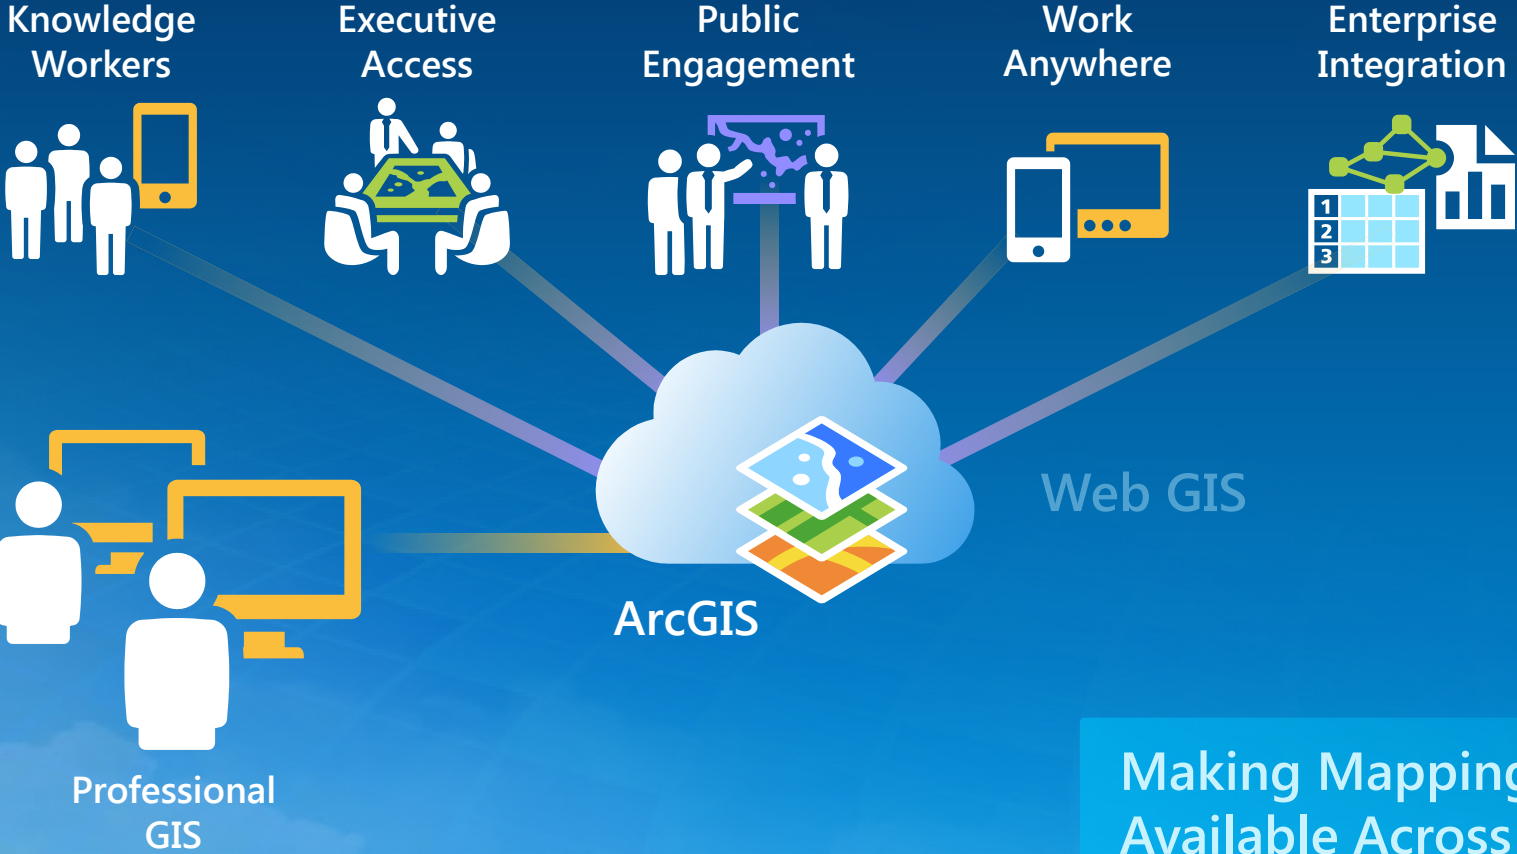 Knowledge
Workers
Executive
Access
Public
Engagement
Work
Anywhere
Enterprise
Integration
1
2
3
Web GIS
ArcGIS
Professional
GIS
Making Mapping
Available Across